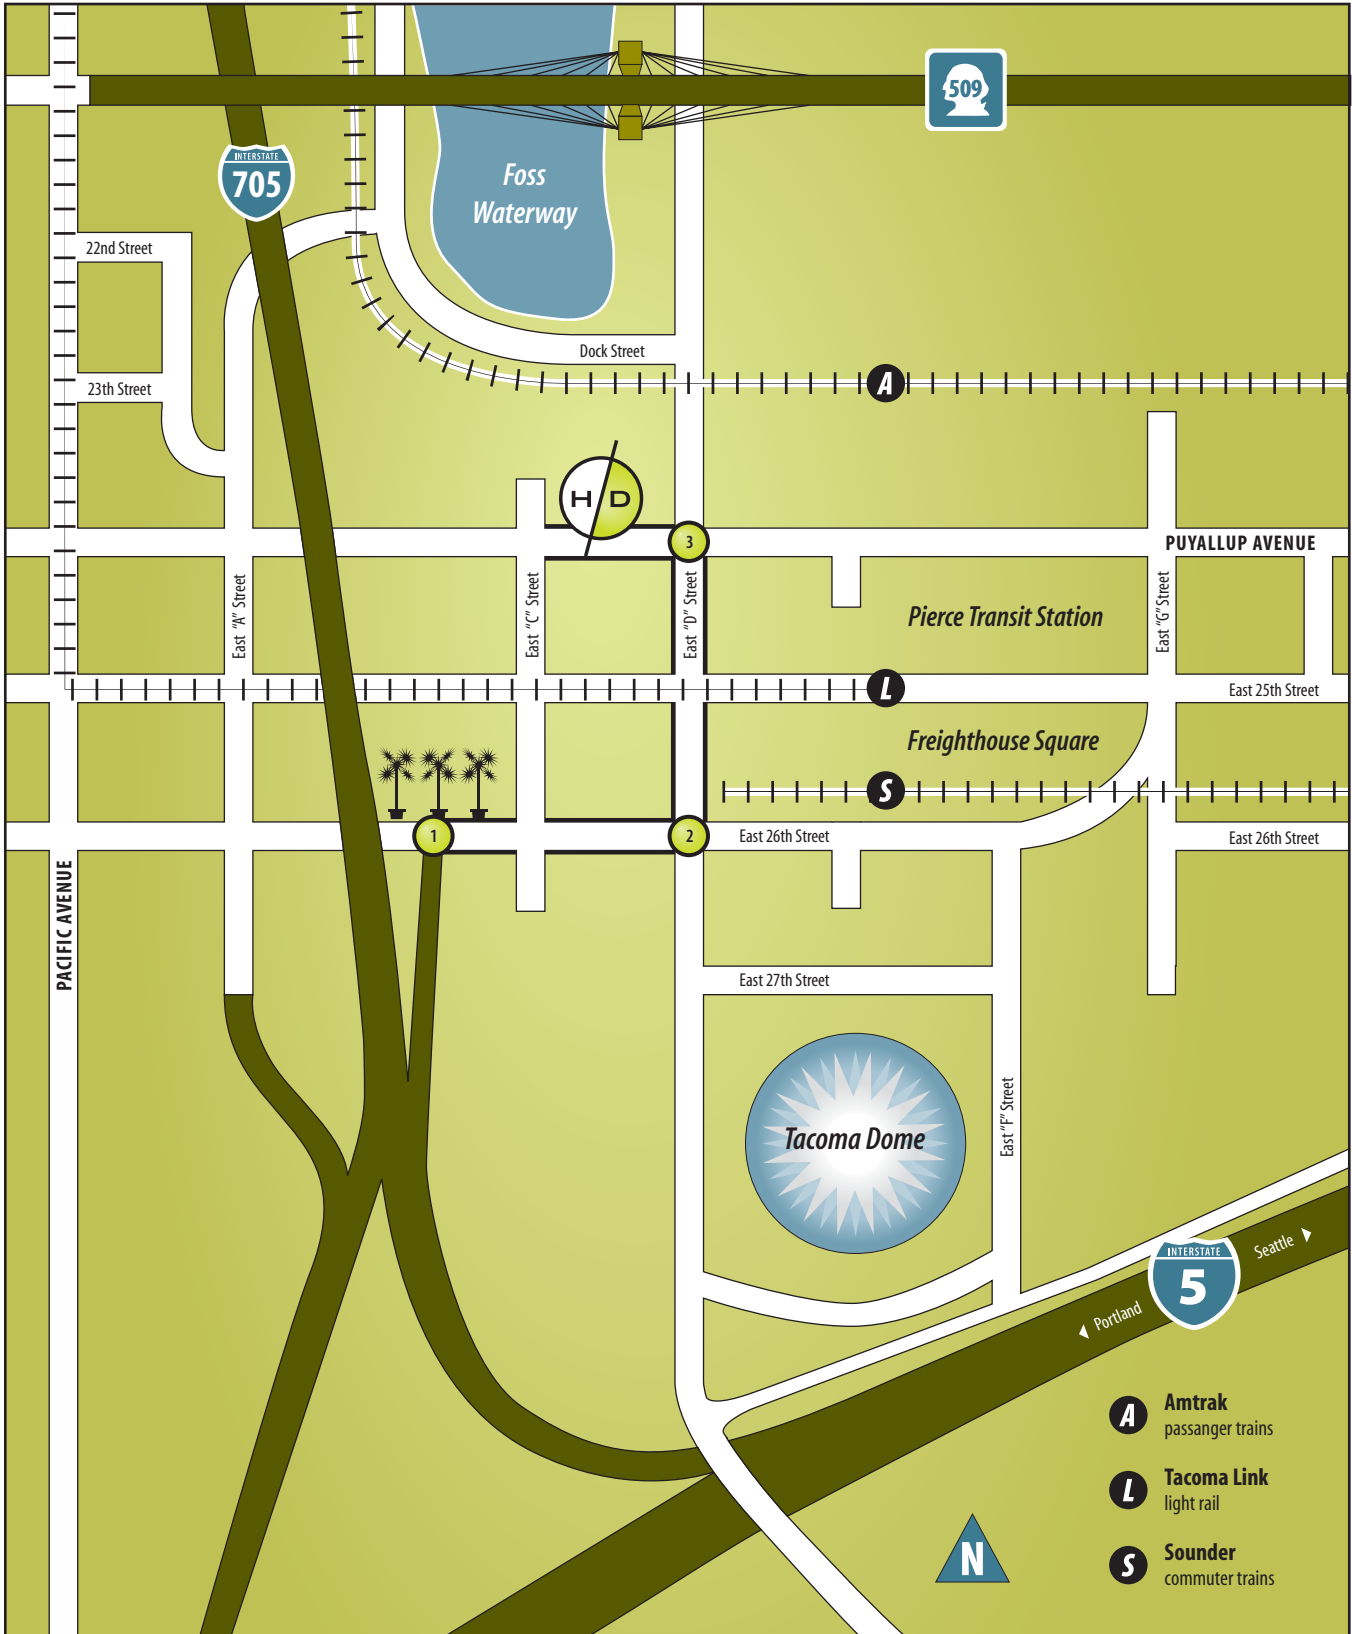 509
INTERSTATE
705
Foss
Waterway
22nd Street
Dock Street
23th Street
A
H D
3
PUYALLUP AVENUE
East "A" Street
East "C" Street
East "D" Street
East "G" Street
Pierce Transit Station
L
East 25th Street
Freighthouse Square
S
1
2
East 26th Street
East 26th Street
PACIFIC AVENUE
East 27th Street
Tacoma Dome
East "F" Street
INTERSTATE
5
Seattle
Portland
A
Amtrak
passanger trains
L
Tacoma Link
light rail
S
Sounder
commuter trains
N